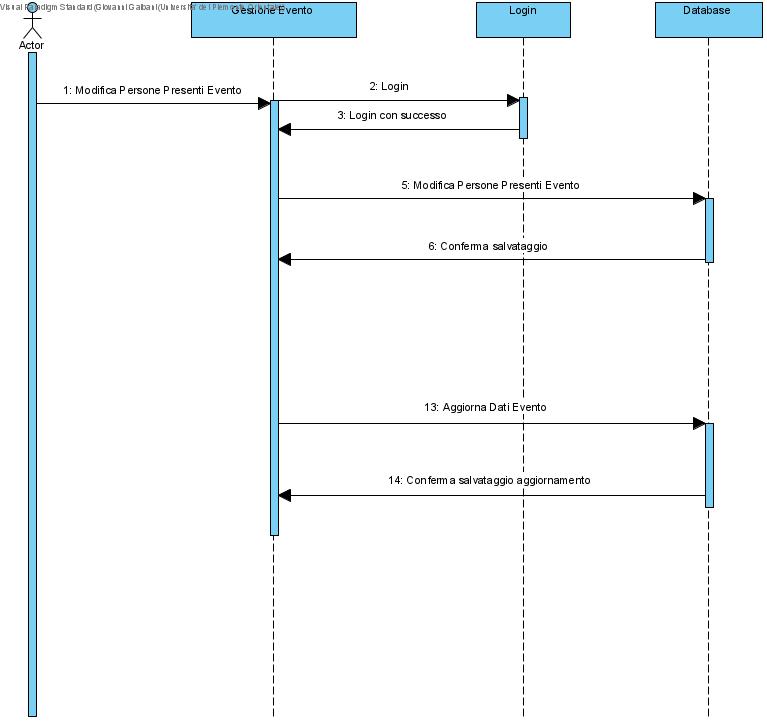 Visual Paradigm Standard (Giovanni Galbani (Universita' del Piemonte Orientale))
Gestione Evento
Login
Database
Actor
1: Modifica Persone Presenti Evento
2: Login
3: Login con successo
5: Modifica Persone Presenti Evento
6: Conferma salvataggio
13: Aggiorna Dati Evento
14: Conferma salvataggio aggiornamento